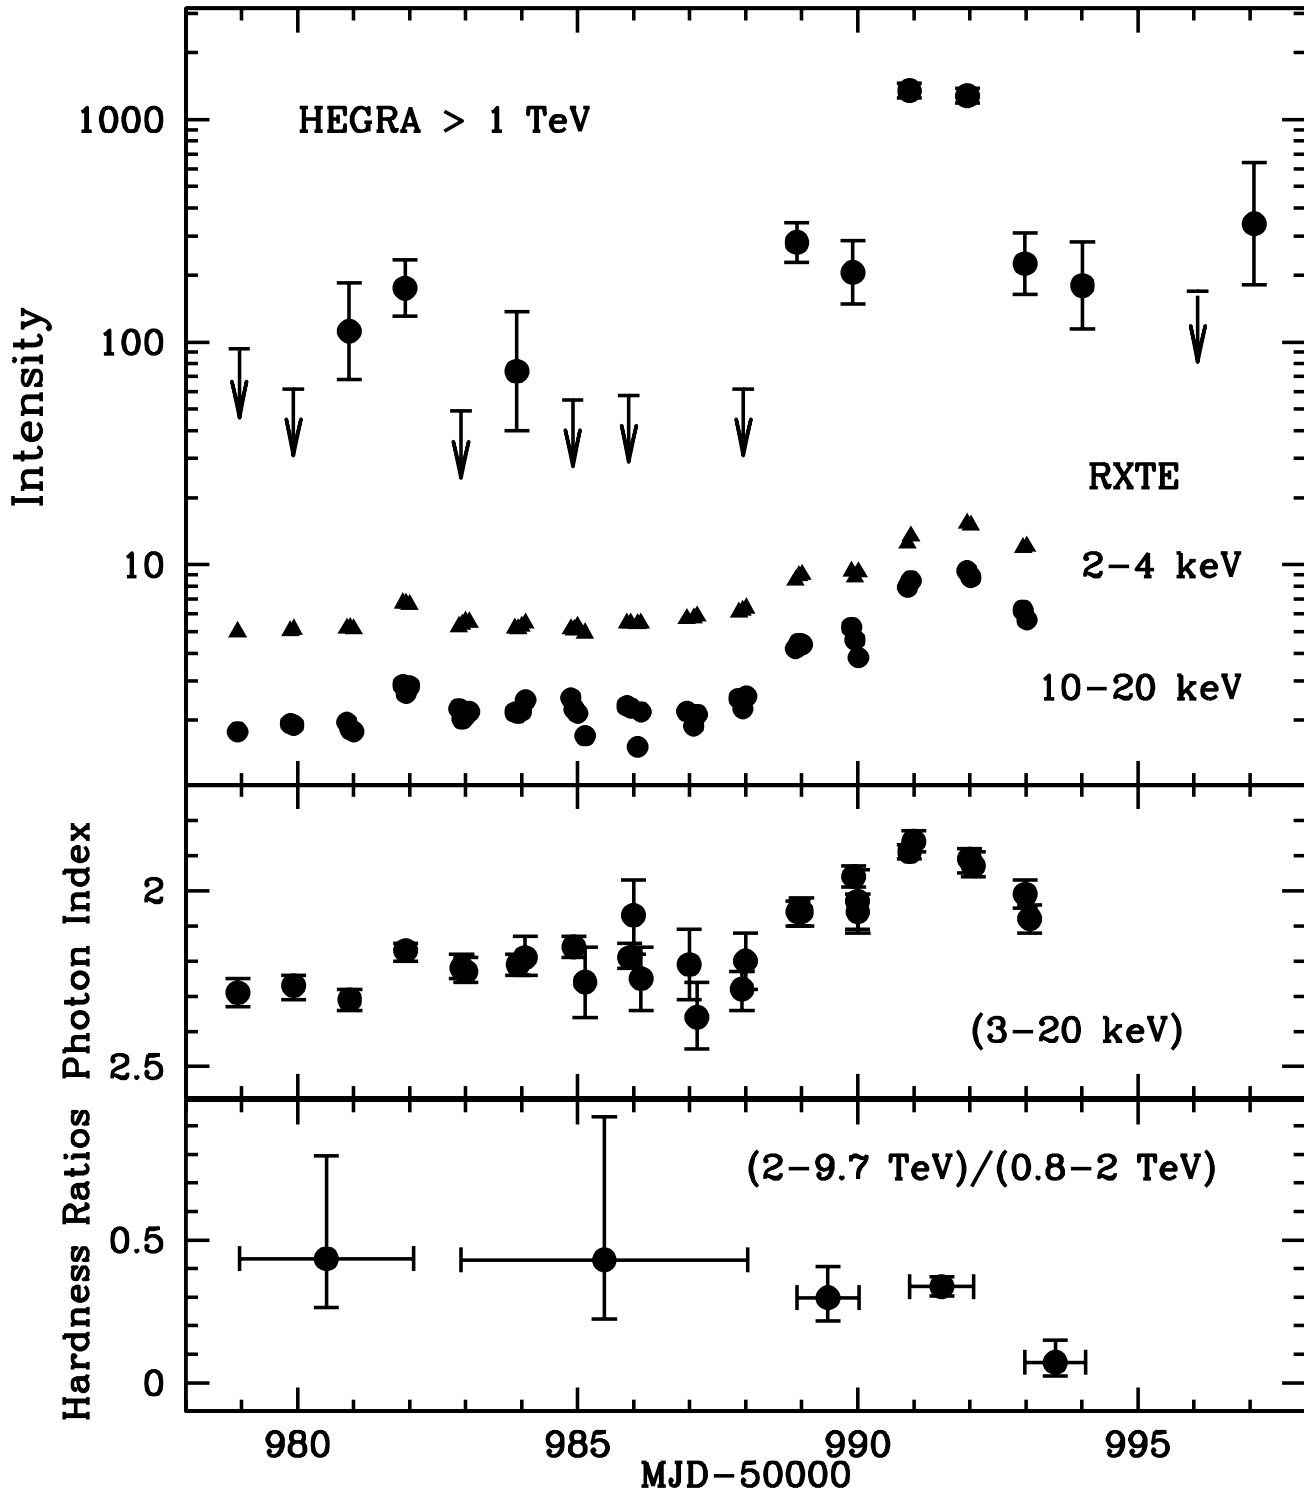 HEGRA > 1 TeV
1000
100
10
Intensity
RXTE
2-4 keV
10-20 keV
Photon Index
2
2.5
(3-20 keV)
Hardness Ratios
(2-9.7 TeV)/(0.8-2 TeV)
0.5
0
980 985 990 995
MJD-50000